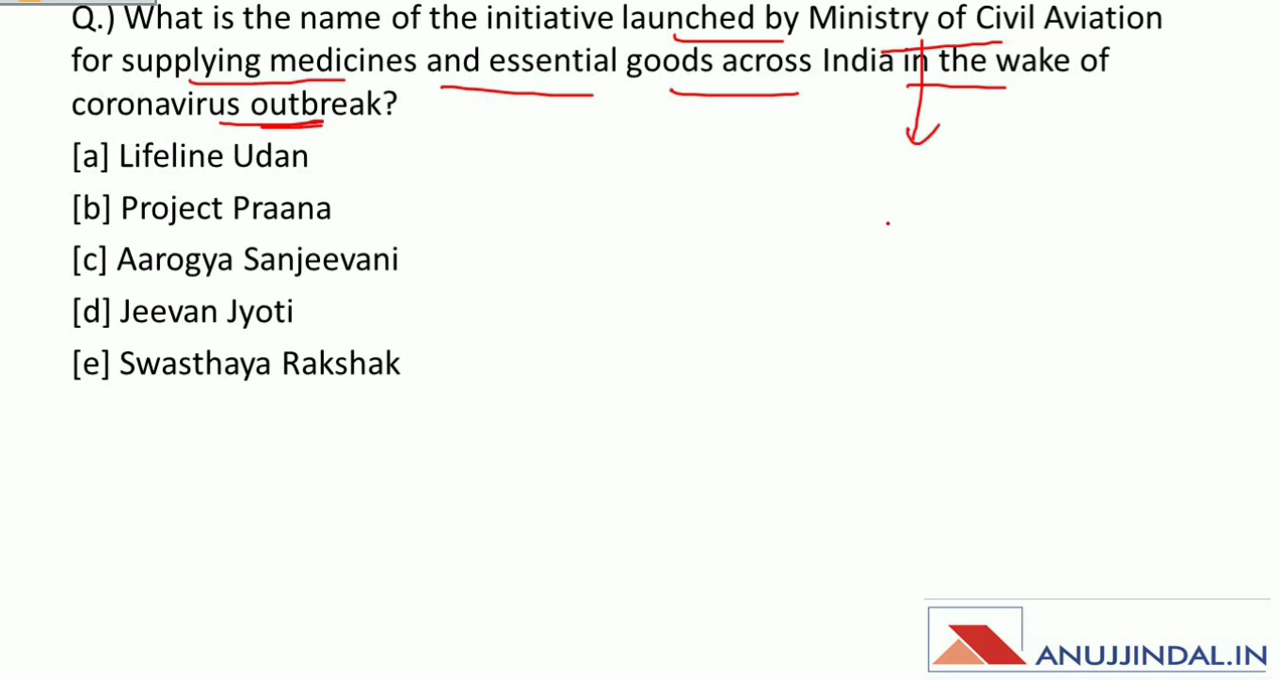 Q.) What is the name of the initiative launched by Ministry of Civil Aviation
for supplying medicines and essential goods across India in the wake of
coronavirus outbreak?
[a] Lifeline Udan
[b] Project Praana
[c] Aarogya Sanjeevani
[d] Jeevan Jyoti
[e] Swasthaya Rakshak
ANUJJINDAL.IN